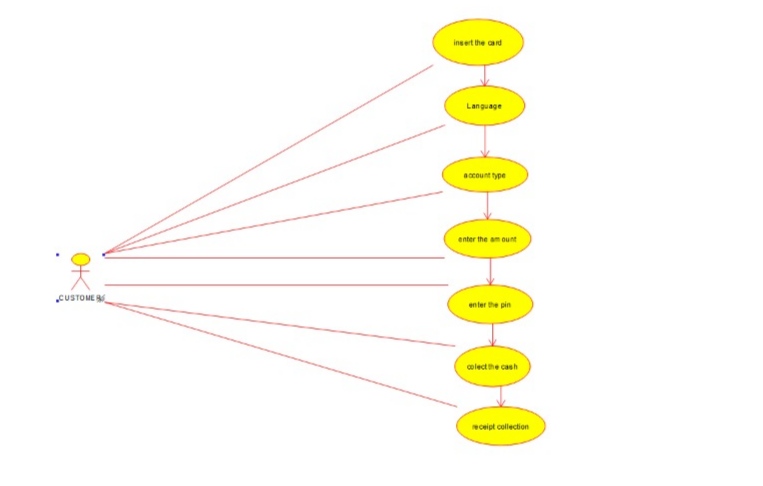 insert the card
Language
account type
enter the amount
enter the pin
CUSTOMER
colect the cash
receipt collection